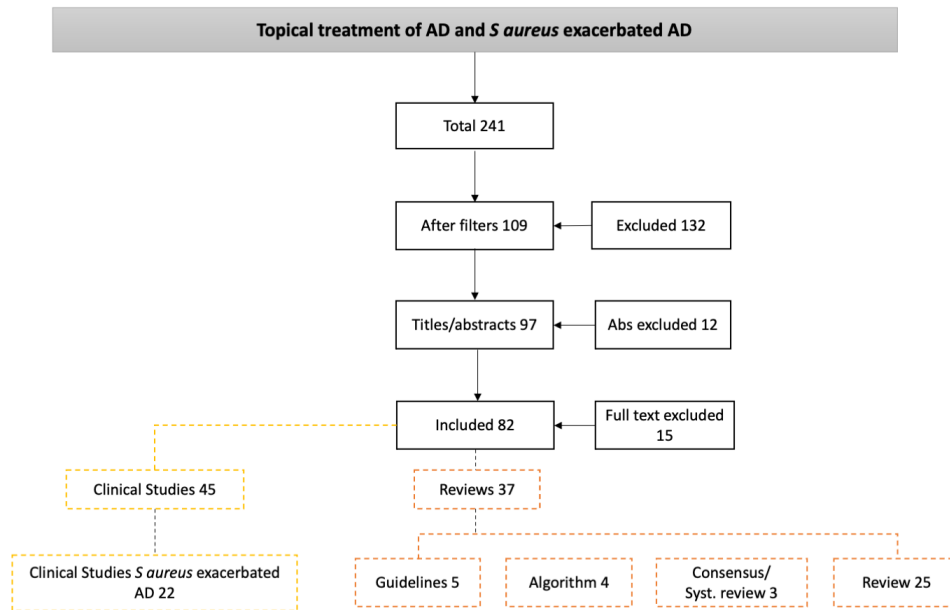 Topical treatment of AD and S aureus exacerbated AD
Total 241
After filters 109
Excluded 132
Titles/abstracts 97
Abs excluded 12
Included 82
Full text excluded
15
Clinical Studies 45
Reviews 37
Clinical Studies S aureus exacerbated
AD 22
Guidelines 5
Algorithm 4
Consensus/
Syst. review 3
Review 25